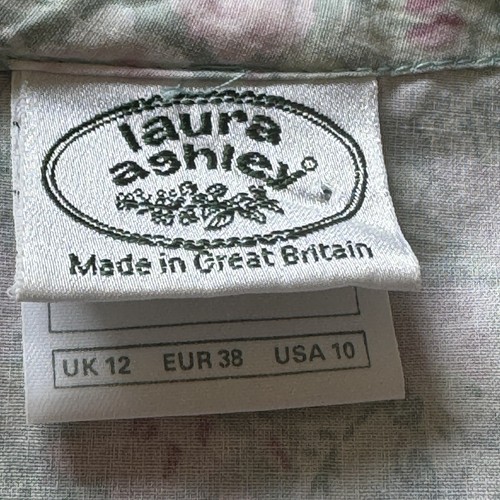 laura
ashley®
Made in Great Britain
UK 12 EUR 38 USA 10